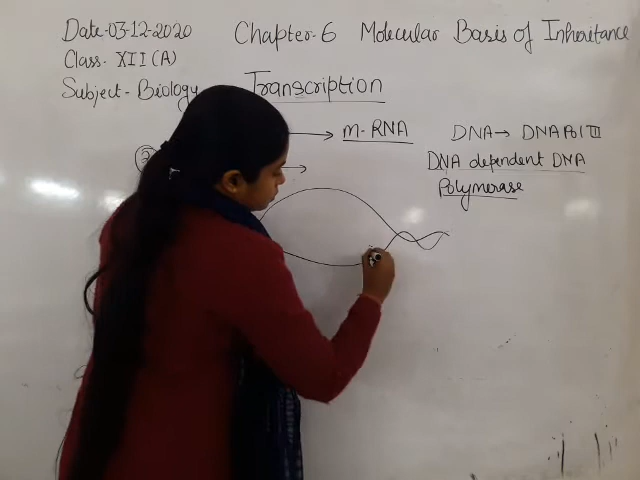 Date-03-12-2020 Chapter-6 Molecular Basis of Inheritance
Class- XII (A)
Subject-Biology Transcription
m-RNA DNA→ DNA Pol III
DNA dependent DNA
Polymerase